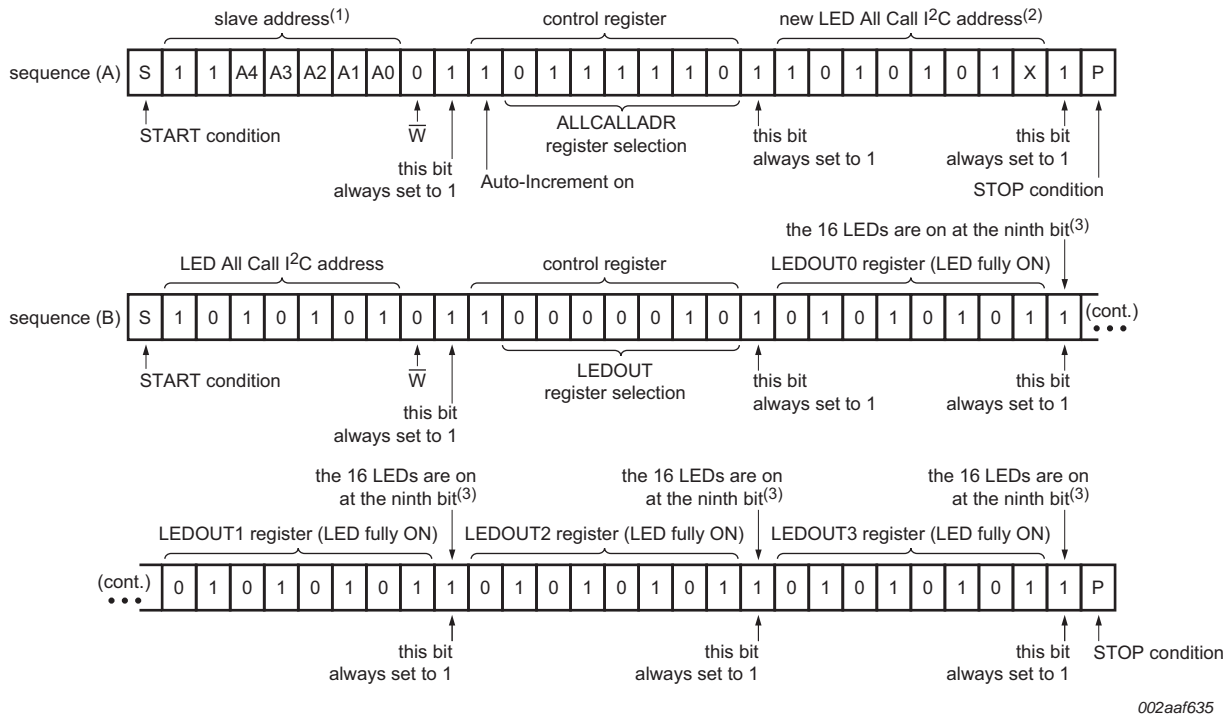 slave address(1) control register new LED All Call I2C address(2)
sequence (A) S 1 1 A4 A3 A2 A1 A0 0 1 1 0 1 1 1 1 1 0 1 1 0 1 0 1 0 1 X 1 P
START condition W ALLCALLADR this bit this bit
register selection always set to 1 always set to 1
this bit
always set to 1 Auto-Increment on STOP condition
the 16 LEDs are on at the ninth bit(3)
LED All Call I2C address control register LEDOUT0 register (LED fully ON)
sequence (B) S 1 0 1 0 1 0 1 0 1 1 0 0 0 0 0 1 0 1 0 1 0 1 0 1 0 1 1 (cont.)
START condition W LEDOUT this bit this bit
register selection always set to 1 always set to 1
this bit
always set to 1
the 16 LEDs are on the 16 LEDs are on the 16 LEDs are on
at the ninth bit(3) at the ninth bit(3) at the ninth bit(3)
LEDOUT1 register (LED fully ON) LEDOUT2 register (LED fully ON) LEDOUT3 register (LED fully ON)
(cont.) 0 1 0 1 0 1 0 1 1 0 1 0 1 0 1 0 1 1 0 1 0 1 0 1 0 1 1 P
this bit this bit this bit STOP condition
always set to 1 always set to 1 always set to 1
002aaf635